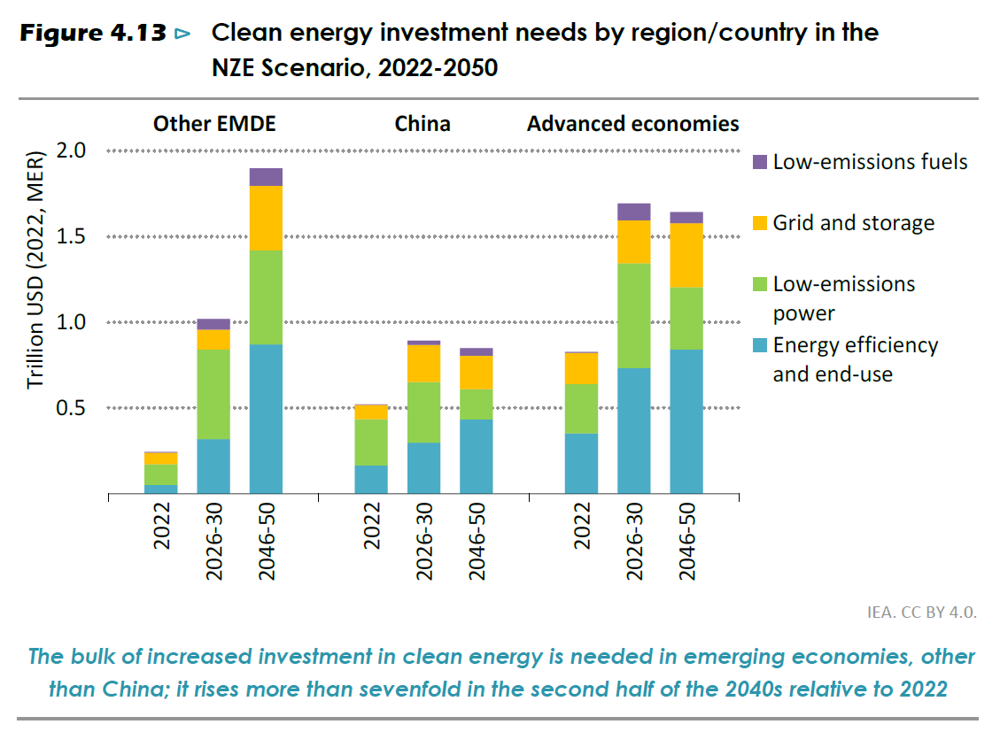 Figure 4.13 ▷ Clean energy investment needs by region/country in the
NZE Scenario, 2022-2050
Other EMDE
China
Advanced economies
Trillion USD (2022, MER)
2.0
1.5
1.0
0.5
2022
2026-30
2046-50
2022
2026-30
2046-50
2022
2026-30
2046-50
Low-emissions fuels
Grid and storage
Low-emissions
power
Energy efficiency
and end-use
IEA. CC BY 4.0.
The bulk of increased investment in clean energy is needed in emerging economies, other
than China; it rises more than sevenfold in the second half of the 2040s relative to 2022